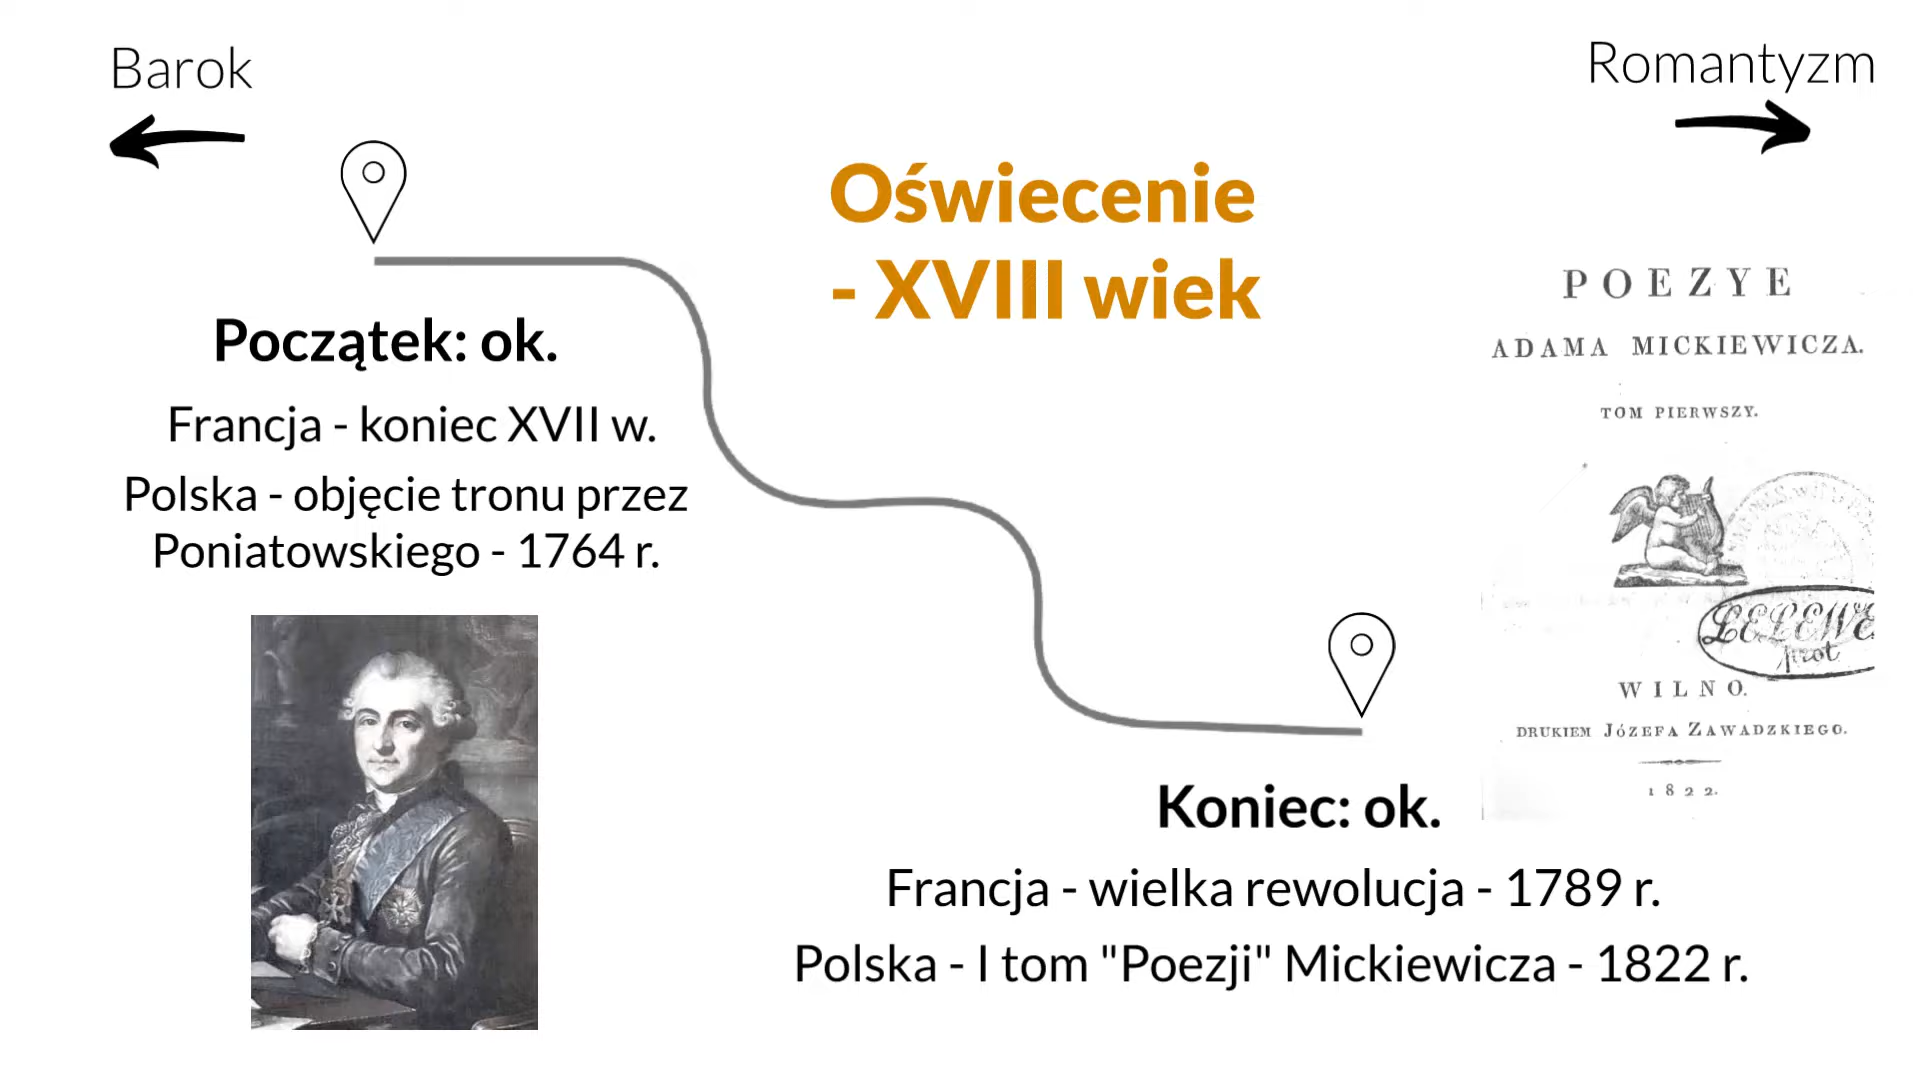 Barok
Romantyzm
Oświecenie
- XVIII wiek
Początek: ok.
Francja - koniec XVII w.
Polska - objęcie tronu przez
Poniatowskiego - 1764 r.
POEZYE
ADAMA MICKIEWICZA.
TOM PIERWSZY.
WILNO.
DRUKIEM JÓZEFA ZAWADZKIEGO.
1822.
Koniec: ok.
Francja - wielka rewolucja - 1789 r.
Polska - I tom "Poezji" Mickiewicza - 1822 r.